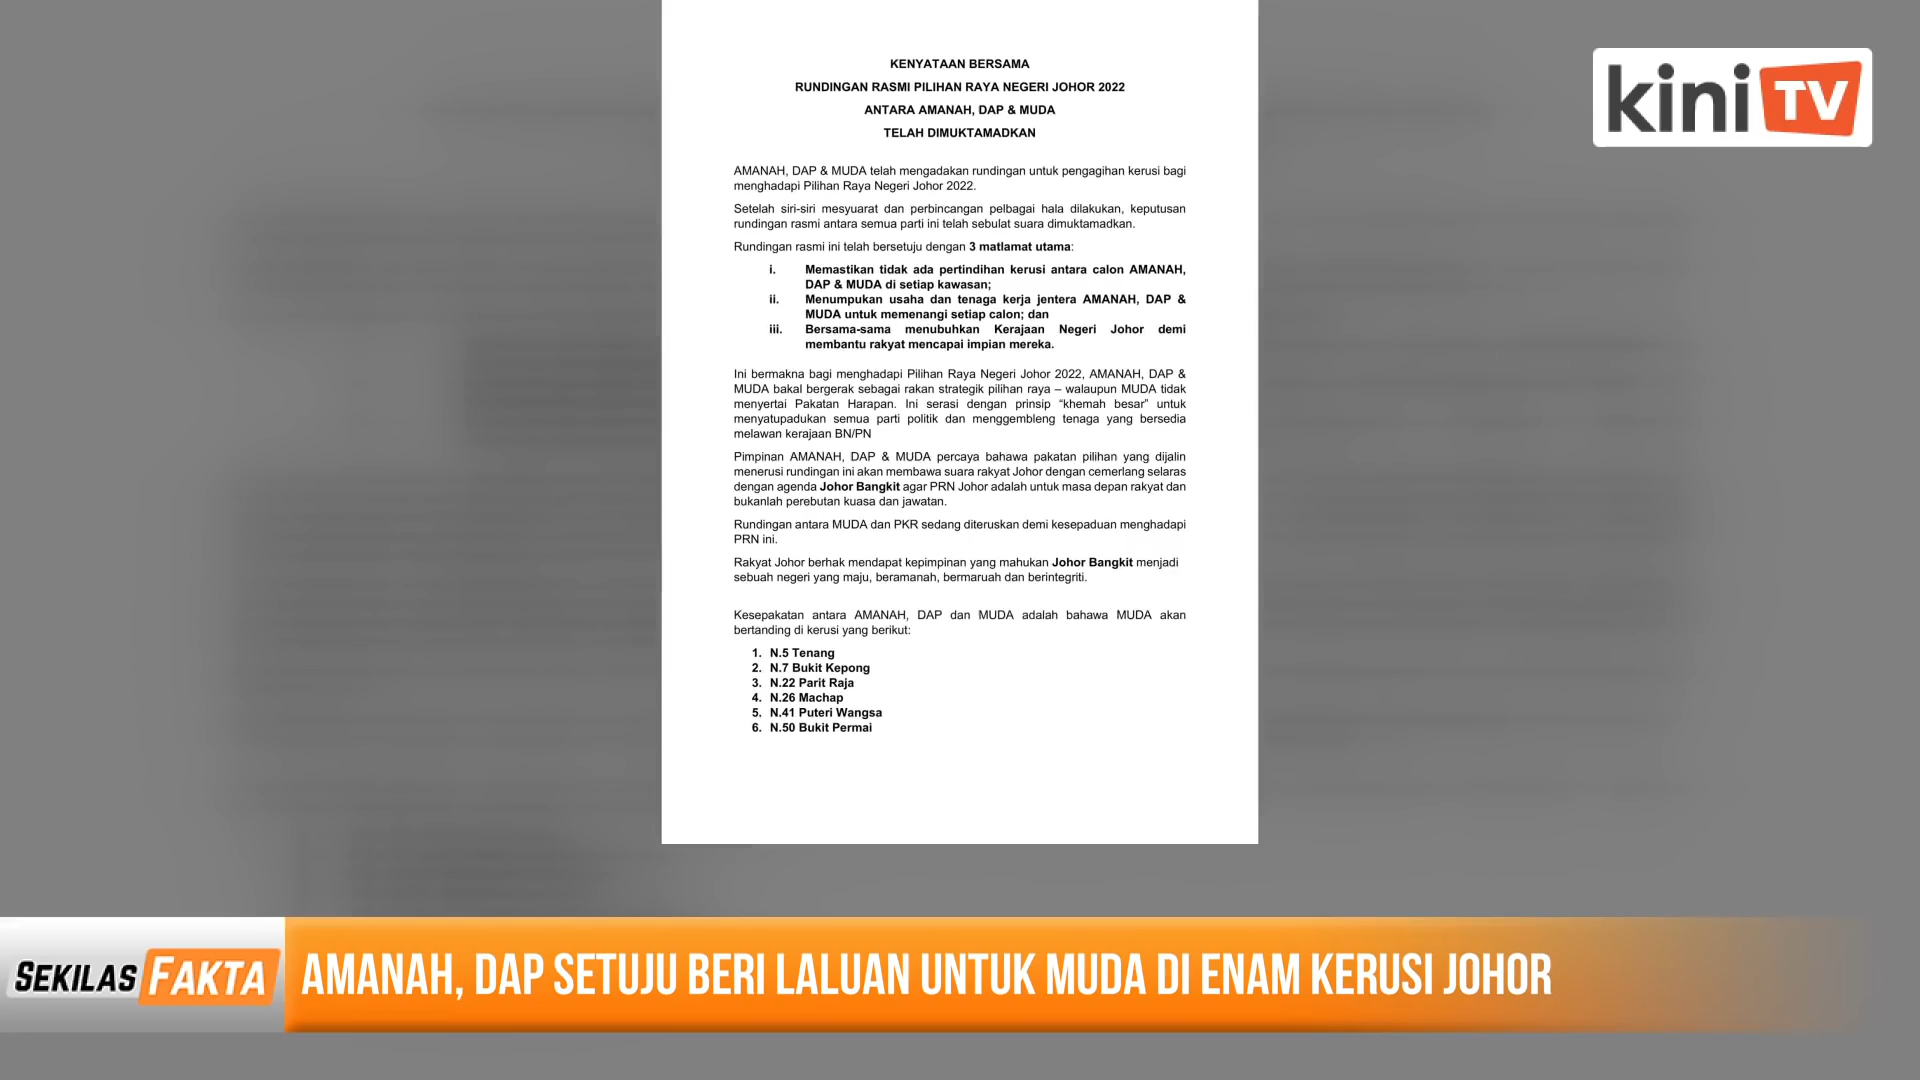 KENYATAAN BERSAMA
RUNDINGAN RASMI PILIHAN RAYA NEGERI JOHOR 2022
ANTARA AMANAH, DAP & MUDA
TELAH DIMUKTAMADKAN
AMANAH, DAP & MUDA telah mengadakan rundingan untuk pengagihan kerusi bagi
menghadapi Pilihan Raya Negeri Johor 2022.
Setelah siri-siri mesyuarat dan perbincangan pelbagai hala dilakukan, keputusan
rundingan rasmi antara semua parti ini telah sebulat suara dimuktamadkan.
Rundingan rasmi ini telah bersetuju dengan 3 matlamat utama:
i. Memastikan tidak ada pertindihan kerusi antara calon AMANAH,
DAP & MUDA di setiap kawasan;
ii. Menumpukan usaha dan tenaga kerja jentera AMANAH, DAP &
MUDA untuk memenangi setiap calon; dan
iii. Bersama-sama menubuhkan Kerajaan Negeri Johor demi
membantu rakyat mencapai impian mereka.
Ini bermakna bagi menghadapi Pilihan Raya Negeri Johor 2022, AMANAH, DAP &
MUDA bakal bergerak sebagai rakan strategik pilihan raya – walaupun MUDA tidak
menyertai Pakatan Harapan. Ini serasi dengan prinsip “khemah besar” untuk
menyatupadukan semua parti politik dan menggembleng tenaga yang bersedia
melawan kerajaan BN/PN
Pimpinan AMANAH, DAP & MUDA percaya bahawa pakatan pilihan yang dijalin
menerusi rundingan ini akan membawa suara rakyat Johor dengan cemerlang selaras
dengan agenda Johor Bangkit agar PRN Johor adalah untuk masa depan rakyat dan
bukanlah perebutan kuasa dan jawatan.
Rundingan antara MUDA dan PKR sedang diteruskan demi kesepaduan menghadapi
PRN ini.
Rakyat Johor berhak mendapat kepimpinan yang mahukan Johor Bangkit menjadi
sebuah negeri yang maju, beramanah, bermaruah dan berintegriti.
Kesepakatan antara AMANAH, DAP dan MUDA adalah bahawa MUDA akan
bertanding di kerusi yang berikut:
1. N.5 Tenang
2. N.7 Bukit Kepong
3. N.22 Parit Raja
4. N.26 Machap
5. N.41 Puteri Wangsa
6. N.50 Bukit Permai
kini TV
SEKILAS FAKTA
AMANAH, DAP SETUJU BERI LALUAN UNTUK MUDA DI ENAM KERUSI JOHOR